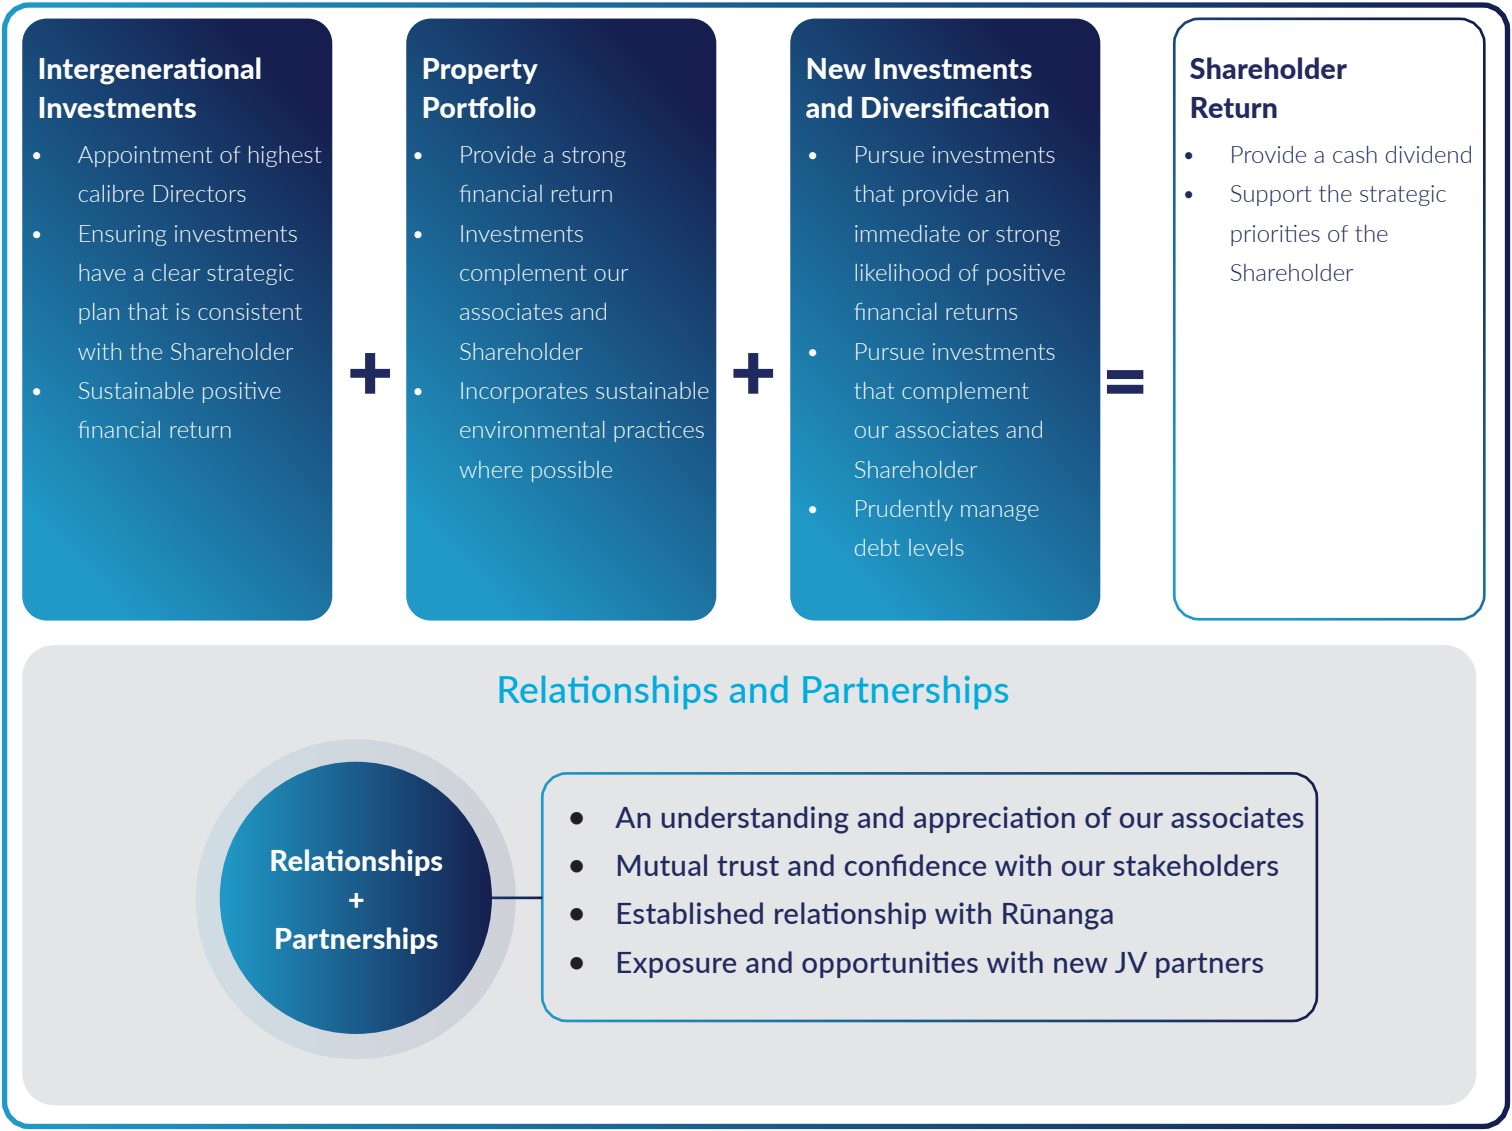 Intergenerational
Investments
• Appointment of highest
calibre Directors
• Ensuring investments
have a clear strategic
plan that is consistent
with the Shareholder
• Sustainable positive
financial return
+
Property
Portfolio
• Provide a strong
financial return
• Investments
complement our
associates and
Shareholder
• Incorporates sustainable
environmental practices
where possible
+
New Investments
and Diversification
• Pursue investments
that provide an
immediate or strong
likelihood of positive
financial returns
• Pursue investments
that complement
our associates and
Shareholder
• Prudently manage
debt levels
=
Shareholder
Return
• Provide a cash dividend
• Support the strategic
priorities of the
Shareholder
Relationships and Partnerships
Relationships
+
Partnerships
• An understanding and appreciation of our associates
• Mutual trust and confidence with our stakeholders
• Established relationship with Rūnanga
• Exposure and opportunities with new JV partners